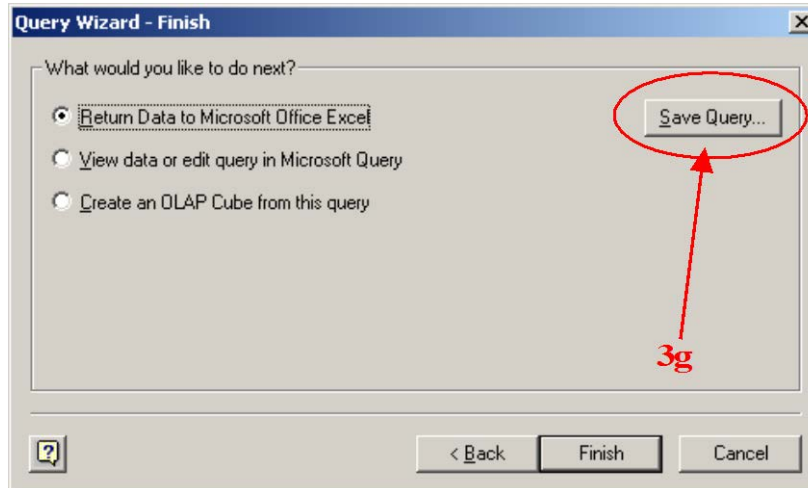 Query Wizard - Finish
What would you like to do next?
Return Data to Microsoft Office Excel
Save Query...
View data or edit query in Microsoft Query
Create an OLAP Cube from this query
3g
< Back Finish Cancel